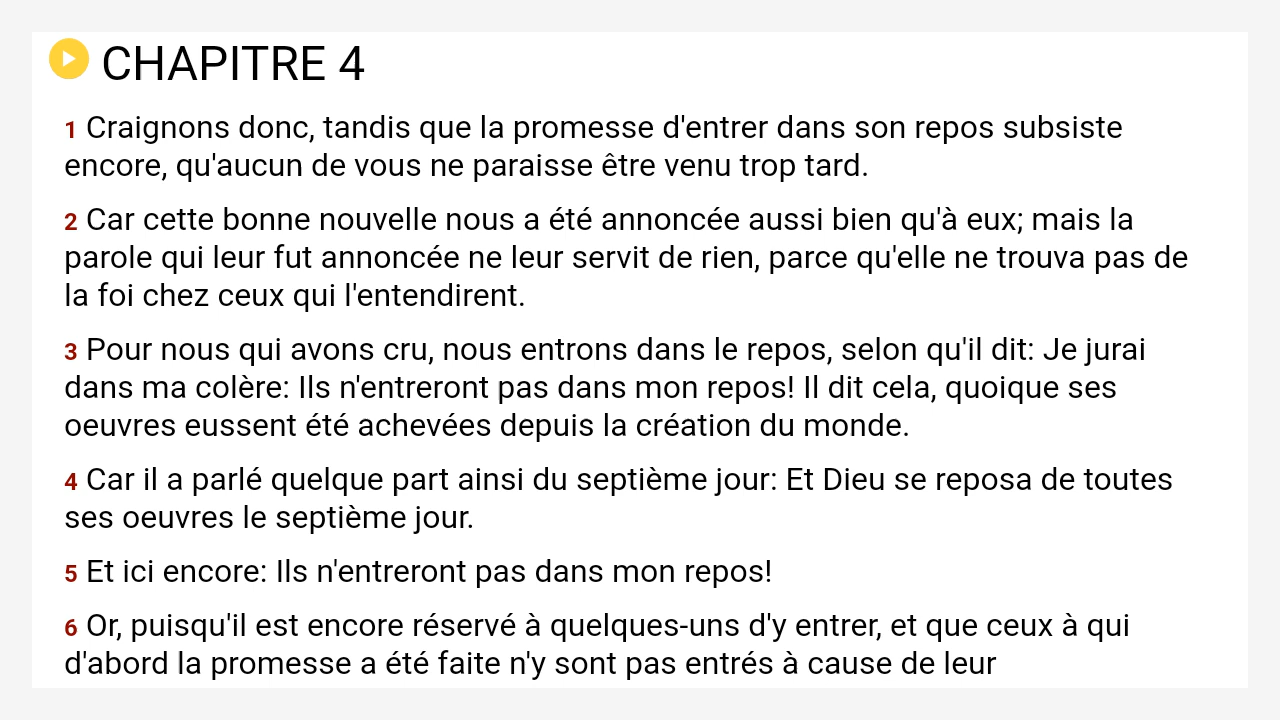 CHAPITRE 4
1 Craignons donc, tandis que la promesse d'entrer dans son repos subsiste
encore, qu'aucun de vous ne paraisse être venu trop tard.
2 Car cette bonne nouvelle nous a été annoncée aussi bien qu'à eux; mais la
parole qui leur fut annoncée ne leur servit de rien, parce qu'elle ne trouva pas de
la foi chez ceux qui l'entendirent.
3 Pour nous qui avons cru, nous entrons dans le repos, selon qu'il dit: Je jurai
dans ma colère: Ils n'entreront pas dans mon repos! Il dit cela, quoique ses
oeuvres eussent été achevées depuis la création du monde.
4 Car il a parlé quelque part ainsi du septième jour: Et Dieu se reposa de toutes
ses oeuvres le septième jour.
5 Et ici encore: Ils n'entreront pas dans mon repos!
6 Or, puisqu'il est encore réservé à quelques-uns d'y entrer, et que ceux à qui
d'abord la promesse a été faite n'y sont pas entrés à cause de leur